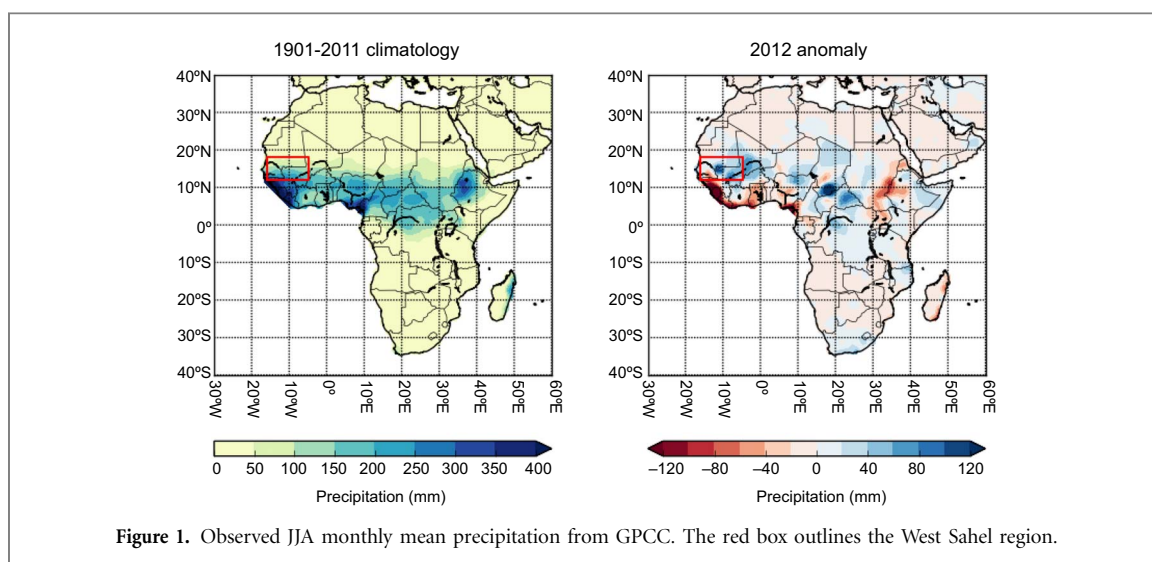 1901-2011 climatology
40ºN
30ºN
20ºN
10ºN
0º
10ºS
20ºS
30ºS
40ºS
30ºW
20ºW
10ºW
0º
10ºE
20ºE
30ºE
40ºE
50ºE
60ºE
0 50 100 150 200 250 300 350 400
Precipitation (mm)
2012 anomaly
40ºN
30ºN
20ºN
10ºN
0º
10ºS
20ºS
30ºS
40ºS
30ºW
20ºW
10ºW
0º
10ºE
20ºE
30ºE
40ºE
50ºE
60ºE
−120 −80 −40 0 40 80 120
Precipitation (mm)
Figure 1. Observed JJA monthly mean precipitation from GPCC. The red box outlines the West Sahel region.